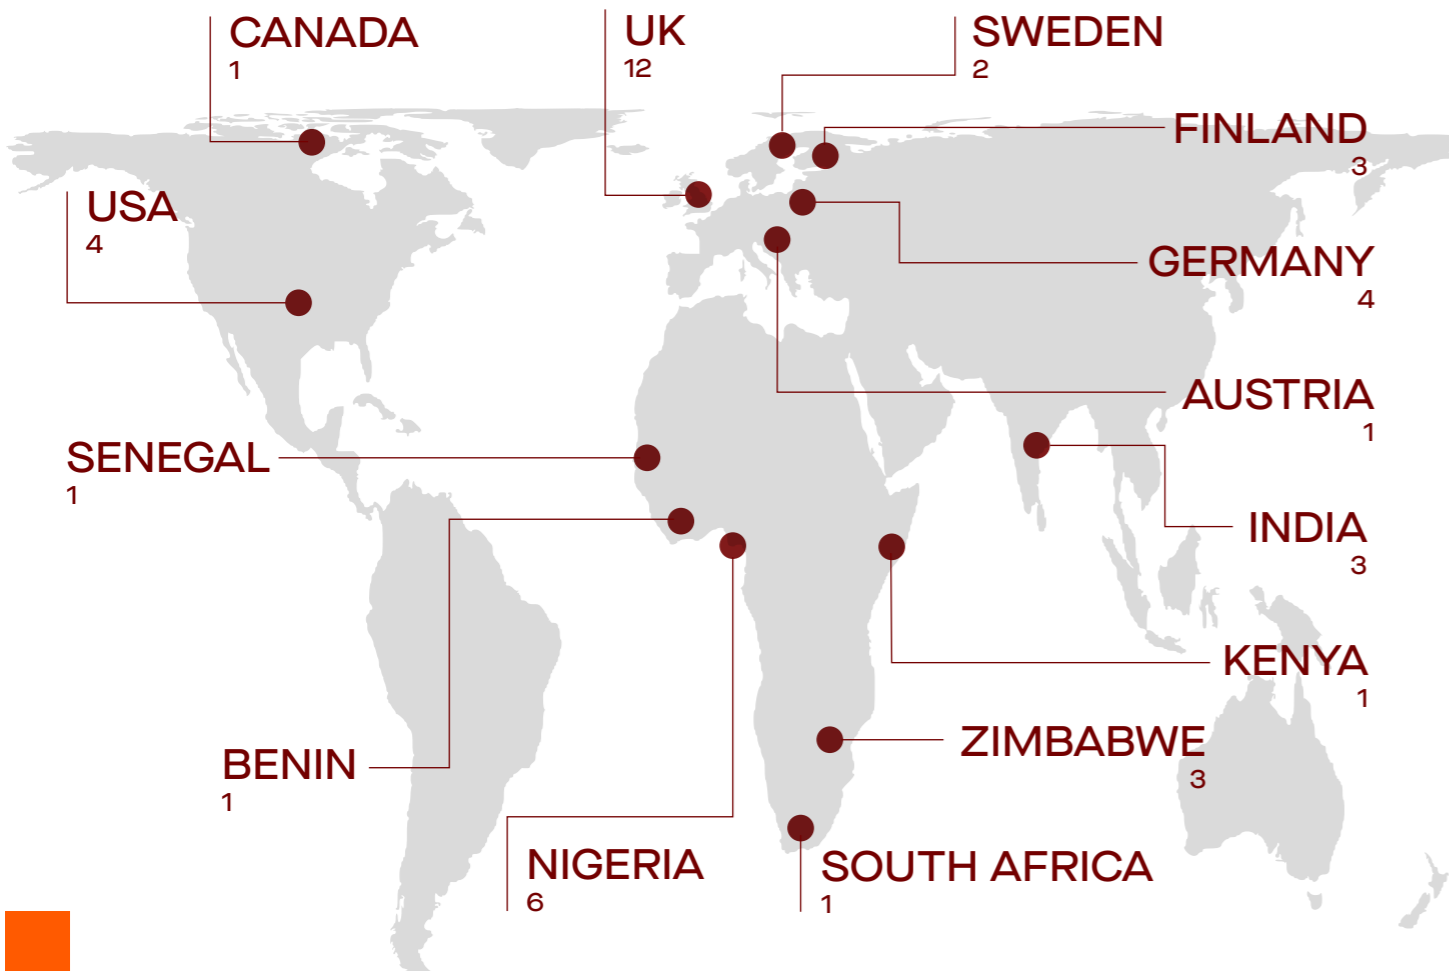 CANADA
1
UK
12
SWEDEN
2
FINLAND
3
USA
4
GERMANY
4
AUSTRIA
1
SENEGAL
1
INDIA
3
KENYA
1
ZIMBABWE
3
BENIN
1
NIGERIA
6
SOUTH AFRICA
1